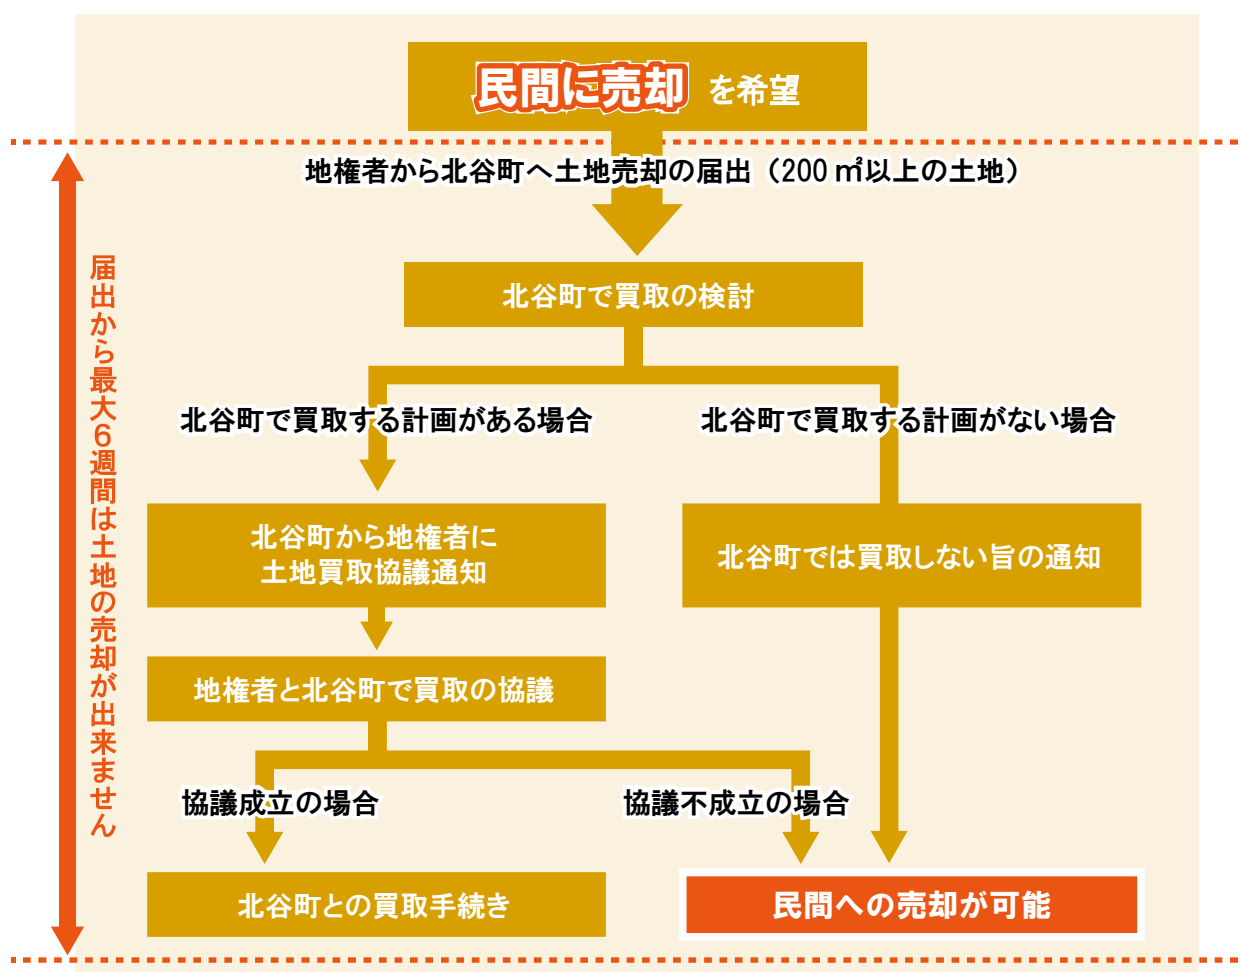 民間に売却 を希望
地権者から北谷町へ土地売却の届出（200㎡以上の土地）
届出から最大6週間は土地の売却が出来ません
北谷町で買取の検討
北谷町で買取する計画がある場合
北谷町で買取する計画がない場合
北谷町から地権者に
土地買取協議通知
北谷町では買取しない旨の通知
地権者と北谷町で買取の協議
協議成立の場合
協議不成立の場合
北谷町との買取手続き
民間への売却が可能